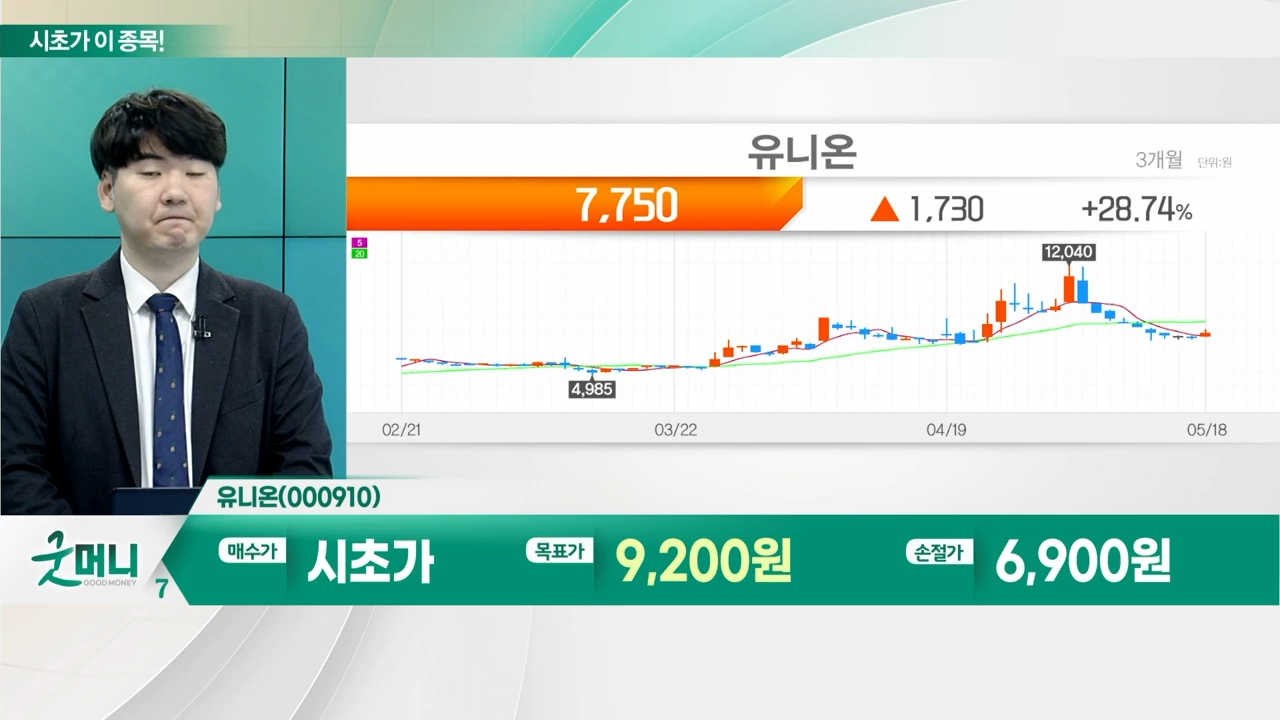 시초가 이 종목!
유니온
3개월 단위:원
7,750 ▲ 1,730 +28.74%
5
20
12,040
4,985
02/21 03/22 04/19 05/18
유니온(000910)
굿머니
GOOD MONEY
7
매수가 시초가 목표가 9,200원 손절가 6,900원